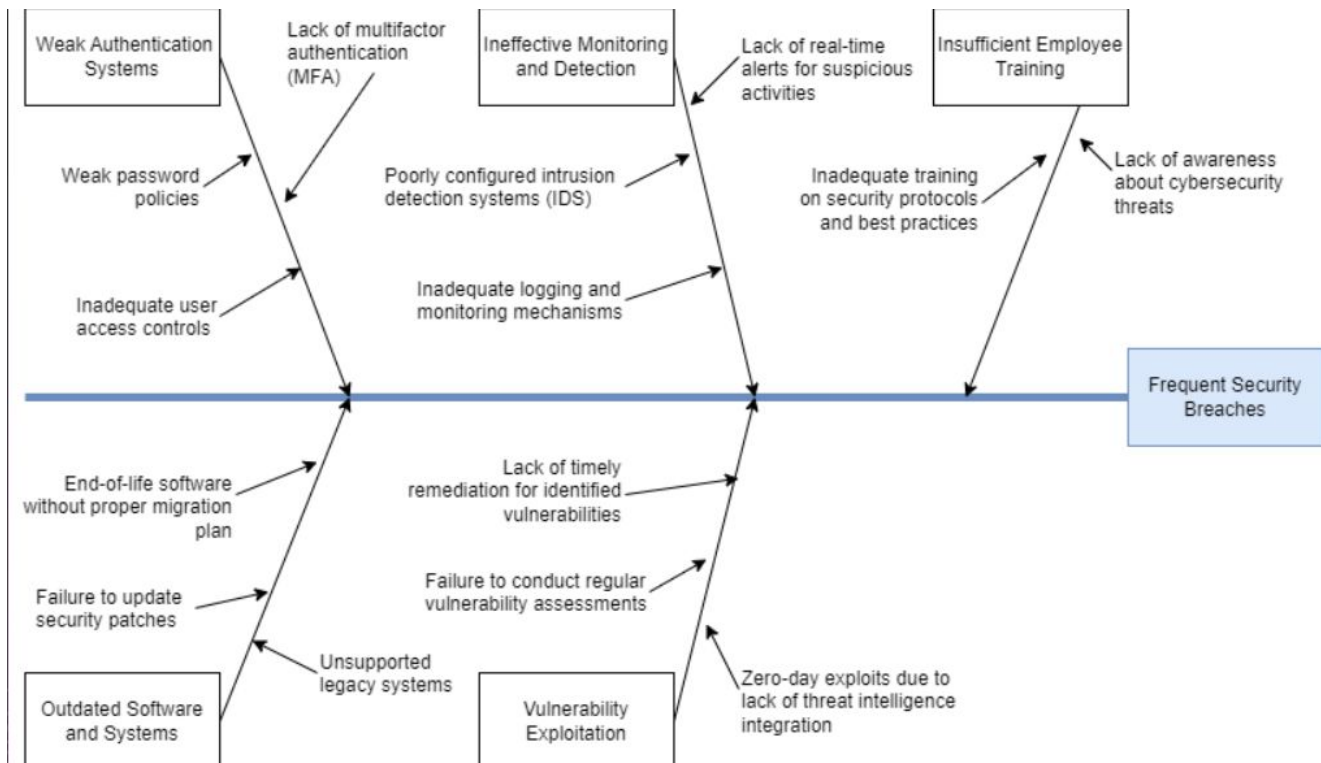 Weak Authentication
Systems
Lack of multifactor
authentication
(MFA)
Weak password
policies
Inadequate user
access controls
Ineffective Monitoring
and Detection
Lack of real-time
alerts for suspicious
activities
Poorly configured intrusion
detection systems (IDS)
Inadequate logging and
monitoring mechanisms
Insufficient Employee
Training
Inadequate training
on security protocols
and best practices
Lack of awareness
about cybersecurity
threats
Frequent Security
Breaches
End-of-life software
without proper migration
plan
Failure to update
security patches
Unsupported
legacy systems
Outdated Software
and Systems
Lack of timely
remediation for identified
vulnerabilities
Failure to conduct regular
vulnerability assessments
Zero-day exploits due to
lack of threat intelligence
integration
Vulnerability
Exploitation